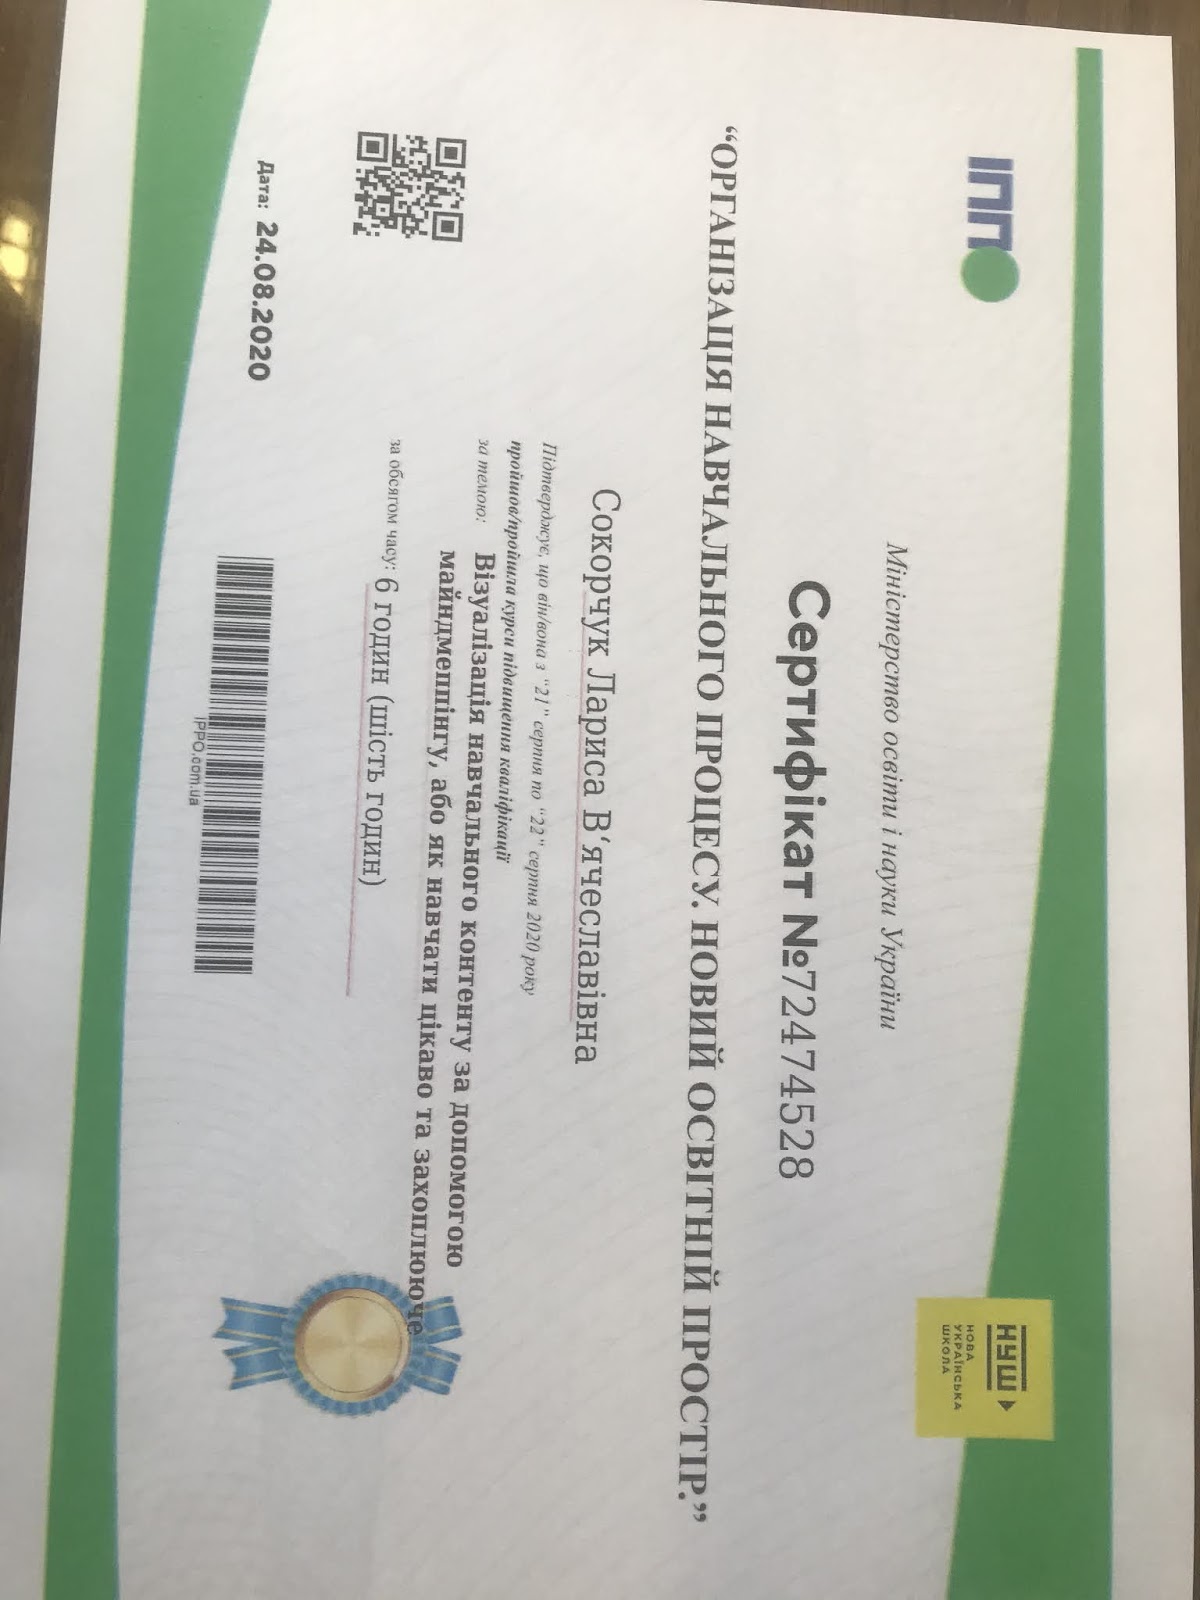 ІППО
Міністерство освіти і науки України
НУШ
НОВА
УКРАЇНСЬКА
ШКОЛА
Сертифікат №72474528
“ОРГАНІЗАЦІЯ НАВЧАЛЬНОГО ПРОЦЕСУ. НОВИЙ ОСВІТНІЙ ПРОСТІР.”
Сокорчук Лариса В‘ячеславівна
Підтверджує, що він/вона з “21” серпня по “22” серпня 2020 року
пройшов/пройшла курси підвищення кваліфікації
за темою: Візуалізація навчального контенту за допомогою
майндмеппінгу, або як навчати цікаво та захоплююче
за обсягом часу: 6 годин (шість годин)
Дата: 24.08.2020
IPPO.com.ua